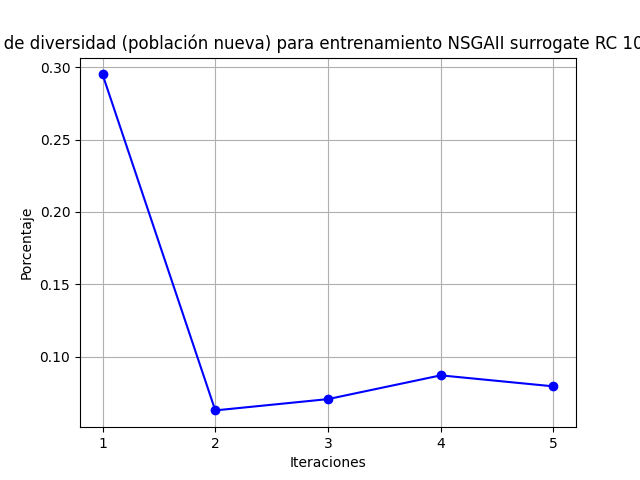 de diversidad (población nueva) para entrenamiento NSGAII surrogate RC 10
0.30
0.25
0.20
0.15
0.10
Porcentaje
1 2 3 4 5
Iteraciones